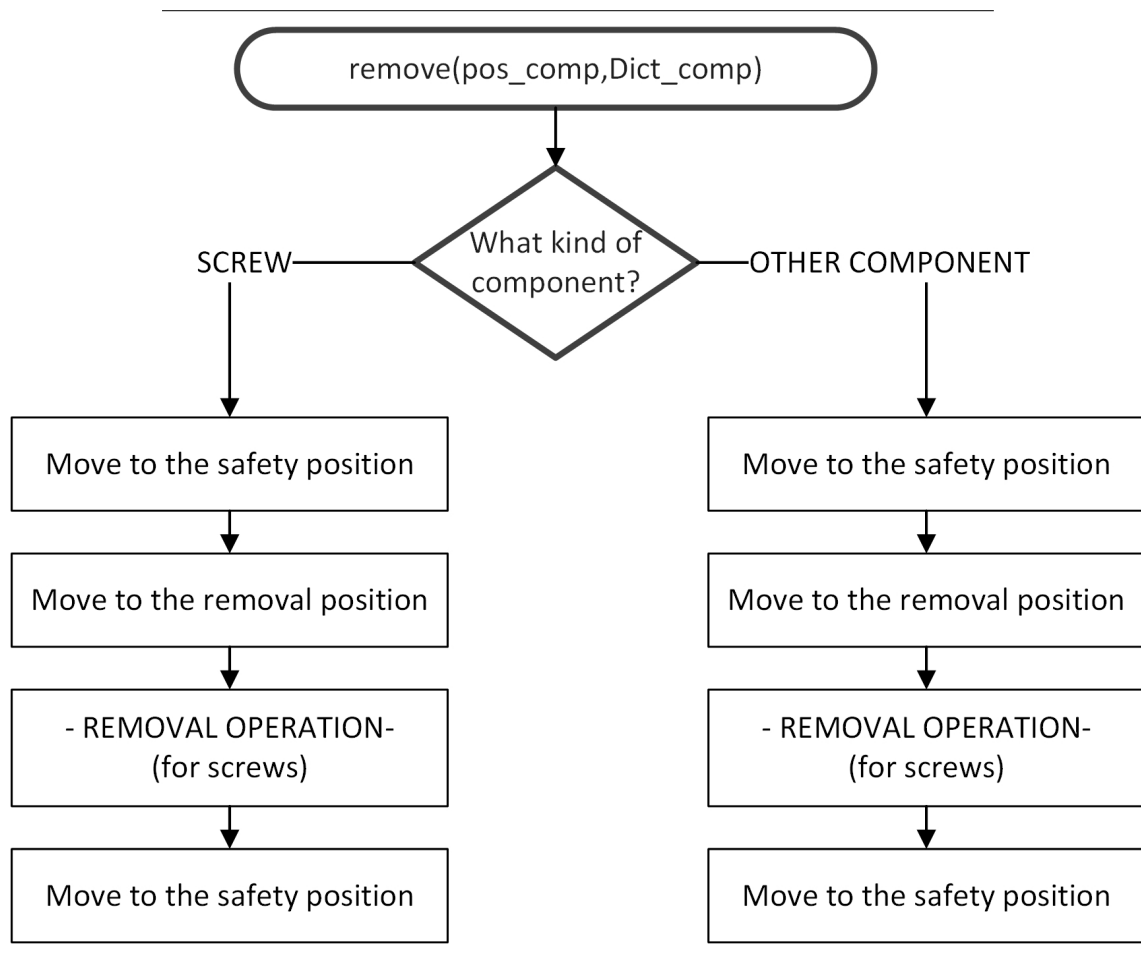 remove(pos_comp,Dict_comp)
What kind of
component?
SCREW
OTHER COMPONENT
Move to the safety position
Move to the removal position
- REMOVAL OPERATION-
(for screws)
Move to the safety position
Move to the safety position
Move to the removal position
- REMOVAL OPERATION-
(for screws)
Move to the safety position